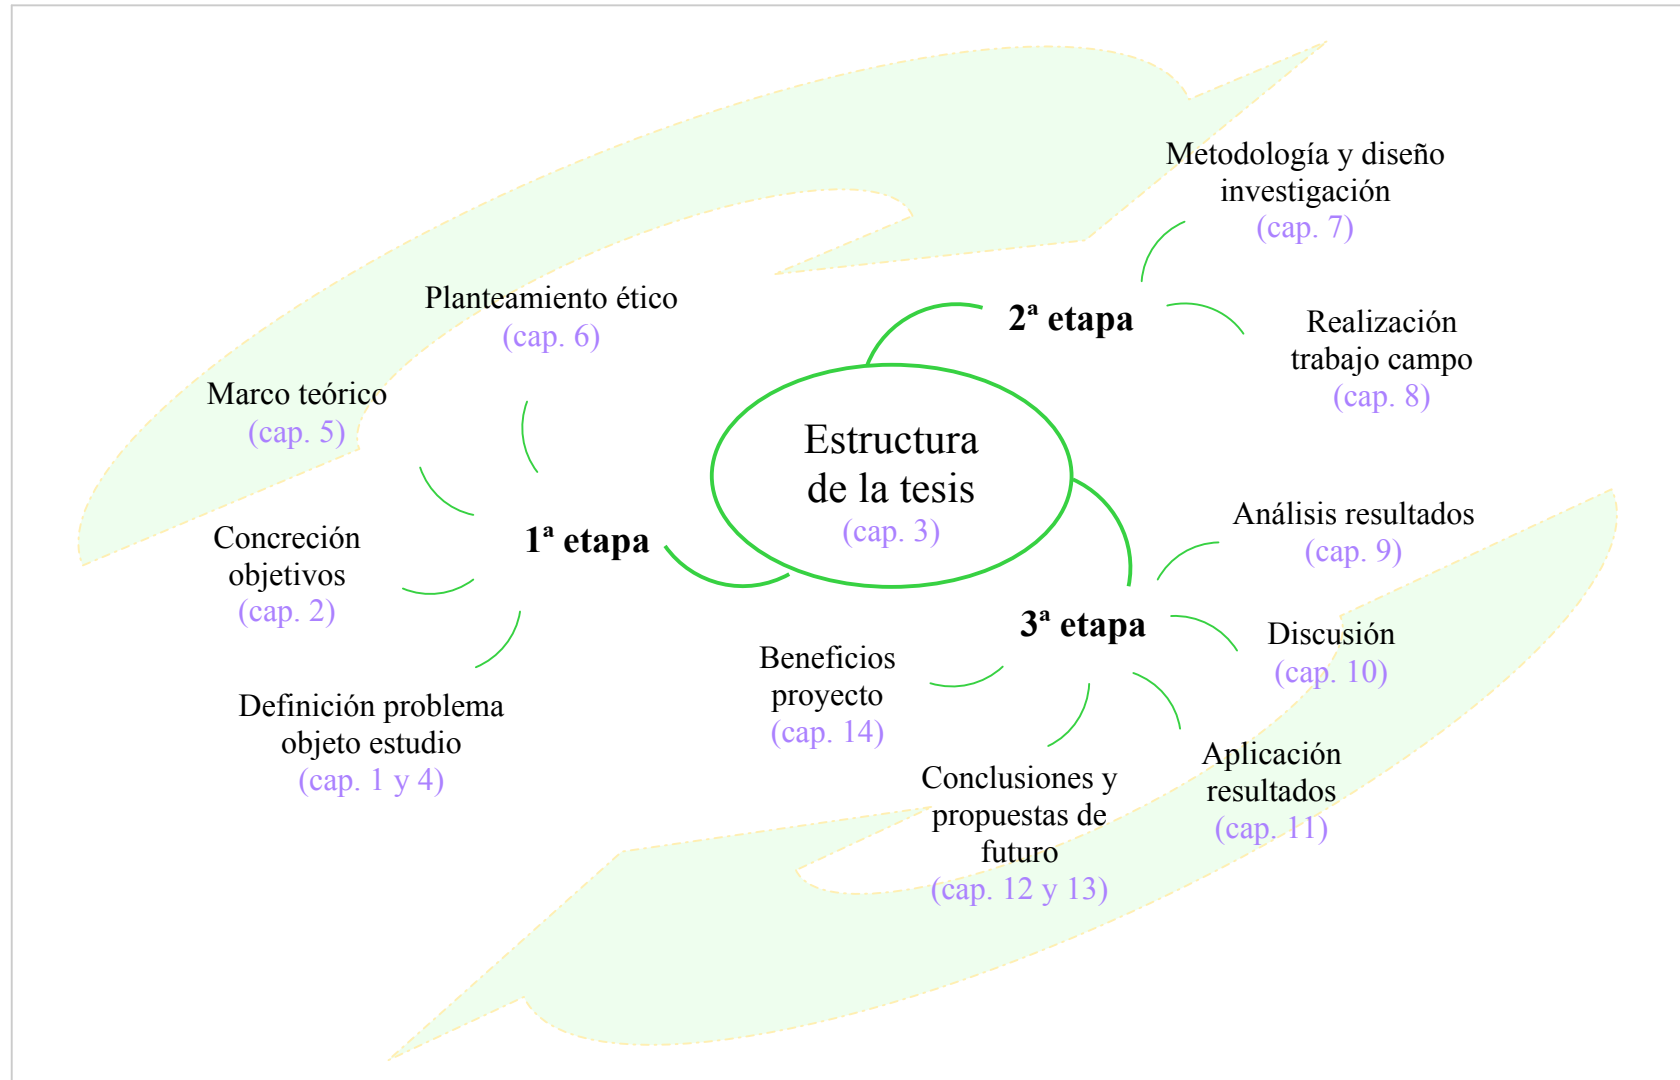 Estructura
de la tesis
(cap. 3)
1ª etapa
Definición problema
objeto estudio
(cap. 1 y 4)
Concreción
objetivos
(cap. 2)
Marco teórico
(cap. 5)
Planteamiento ético
(cap. 6)
2ª etapa
Metodología y diseño
investigación
(cap. 7)
Realización
trabajo campo
(cap. 8)
3ª etapa
Análisis resultados
(cap. 9)
Discusión
(cap. 10)
Aplicación
resultados
(cap. 11)
Conclusiones y
propuestas de
futuro
(cap. 12 y 13)
Beneficios
proyecto
(cap. 14)